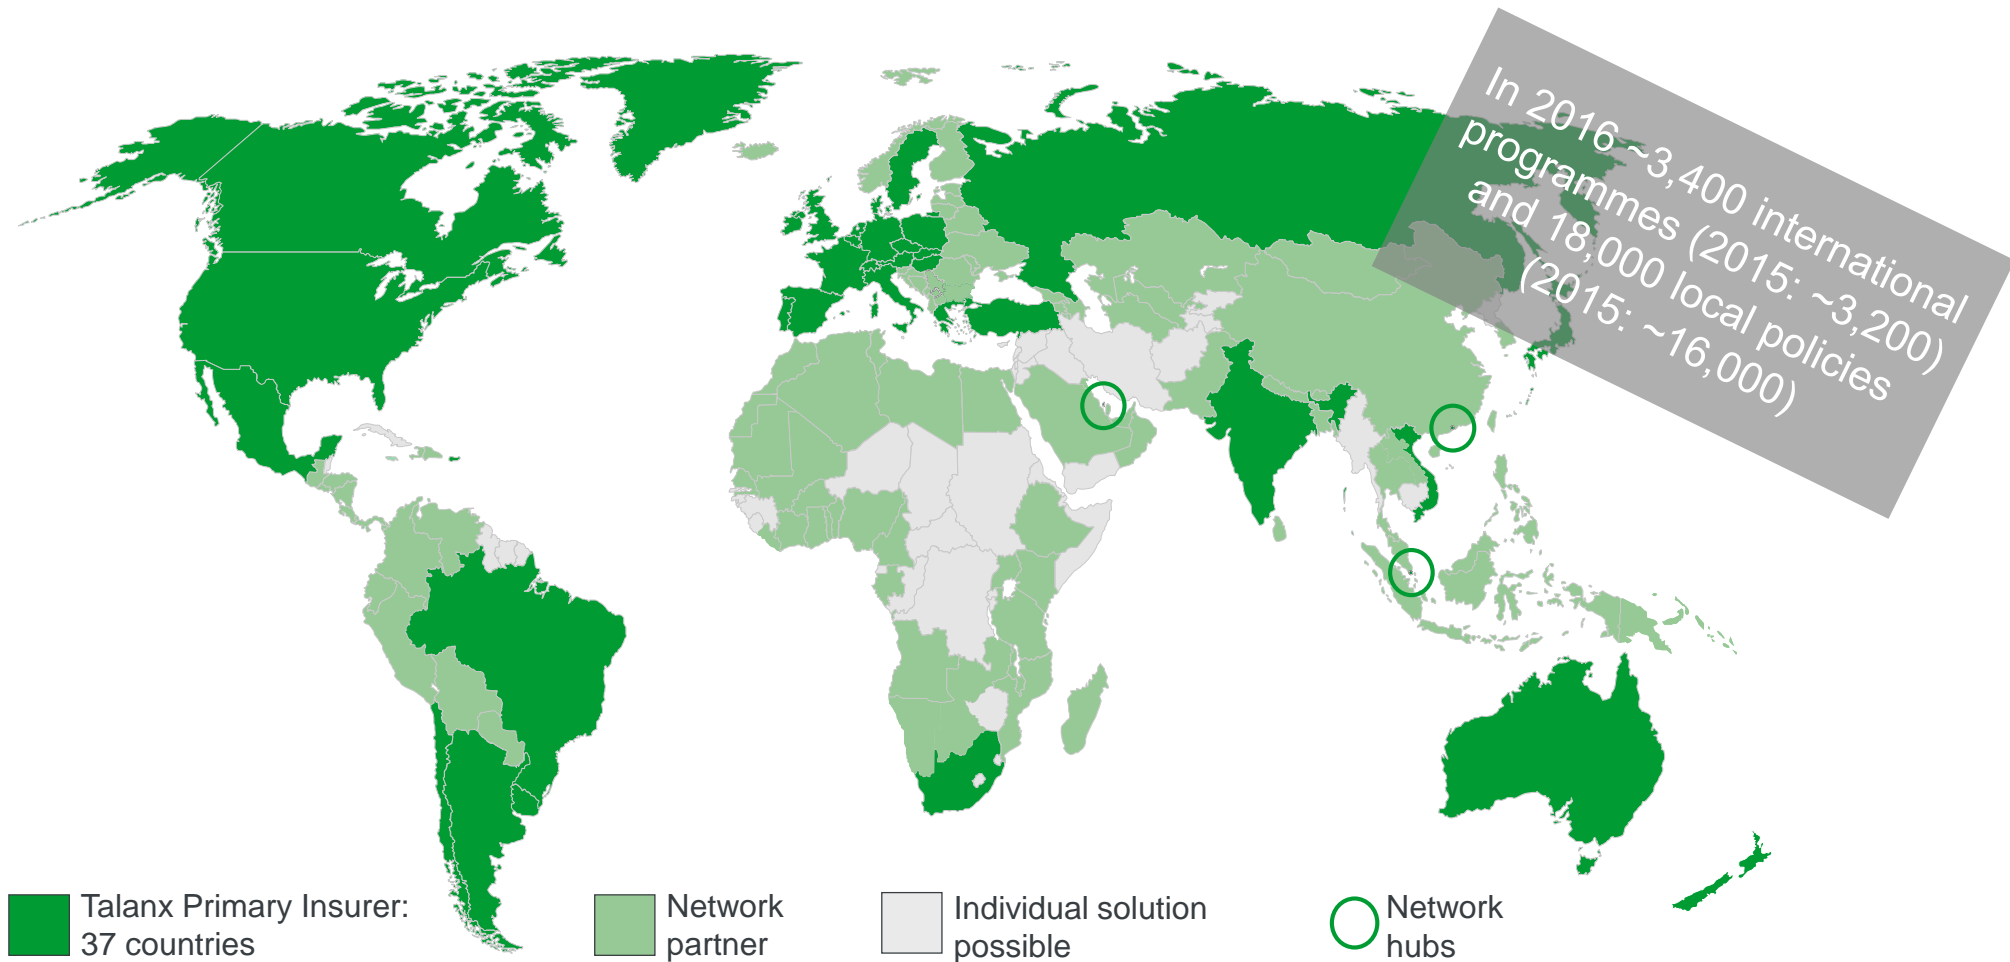 In 2016 ~3,400 international
programmes (2015: ~3,200)
and 18,000 local policies
(2015: ~16,000)
Talanx Primary Insurer:
37 countries
Network
partner
Individual solution
possible
Network
hubs